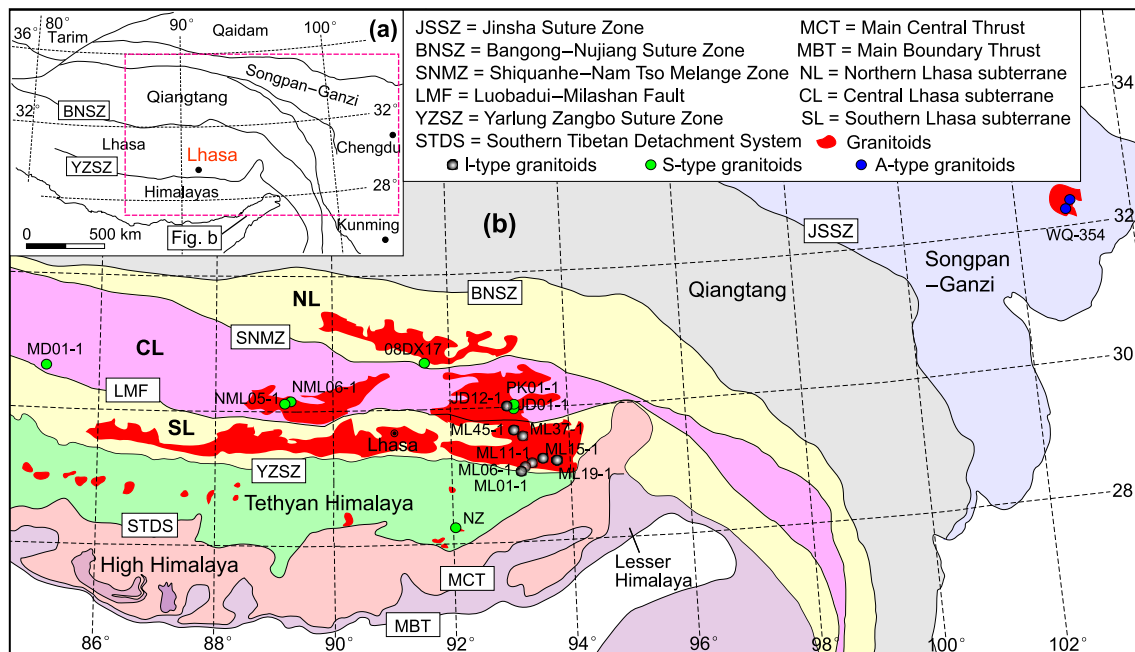 (a)
80°
90°
100°
36°
32°
32°
28°
Tarim
Qaidam
Songpan–Ganzi
Qiangtang
BNSZ
Lhasa
Lhasa
YZSZ
Himalayas
Chengdu
Kunming
0 500 km
Fig. b
JSSZ = Jinsha Suture Zone
BNSZ = Bangong–Nujiang Suture Zone
SNMZ = Shiquanhe–Nam Tso Melange Zone
LMF = Luobadui–Milashan Fault
YZSZ = Yarlung Zangbo Suture Zone
STDS = Southern Tibetan Detachment System
MCT = Main Central Thrust
MBT = Main Boundary Thrust
NL = Northern Lhasa subterrane
CL = Central Lhasa subterrane
SL = Southern Lhasa subterrane
Granitoids
I-type granitoids
S-type granitoids
A-type granitoids
(b)
34°
32°
30°
28°
WQ-354
JSSZ
Songpan
–Ganzi
Qiangtang
BNSZ
NL
SNMZ
CL
MD01-1
08DX17
LMF
NML05-1
NML06-1
PK01-1
JD12-1
JD01-1
SL
Lhasa
ML45-1
ML37-1
ML11-1
ML15-1
ML06-1
ML19-1
ML01-1
YZSZ
Tethyan Himalaya
NZ
STDS
High Himalaya
MCT
Lesser
Himalaya
MBT
86°
88°
90°
92°
94°
96°
98°
100°
102°